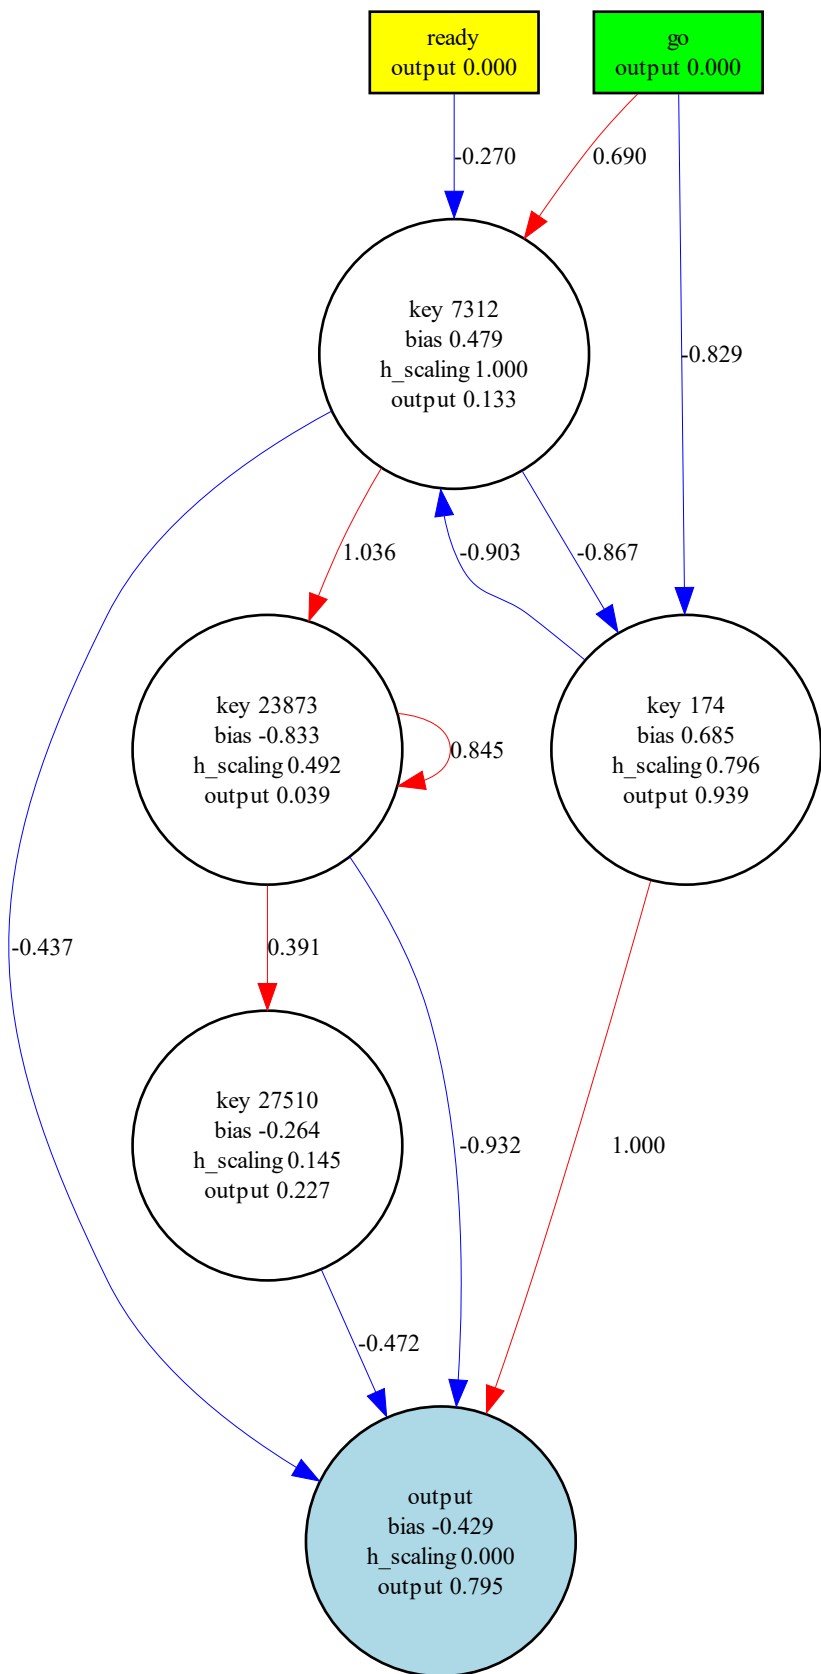 ready
output 0.000
go
output 0.000
-0.270
0.690
key 7312
bias 0.479
h_scaling 1.000
output 0.133
-0.829
1.036
-0.903
-0.867
key 23873
bias -0.833
h_scaling 0.492
output 0.039
0.845
key 174
bias 0.685
h_scaling 0.796
output 0.939
-0.437
0.391
key 27510
bias -0.264
h_scaling 0.145
output 0.227
-0.932
1.000
-0.472
output
bias -0.429
h_scaling 0.000
output 0.795